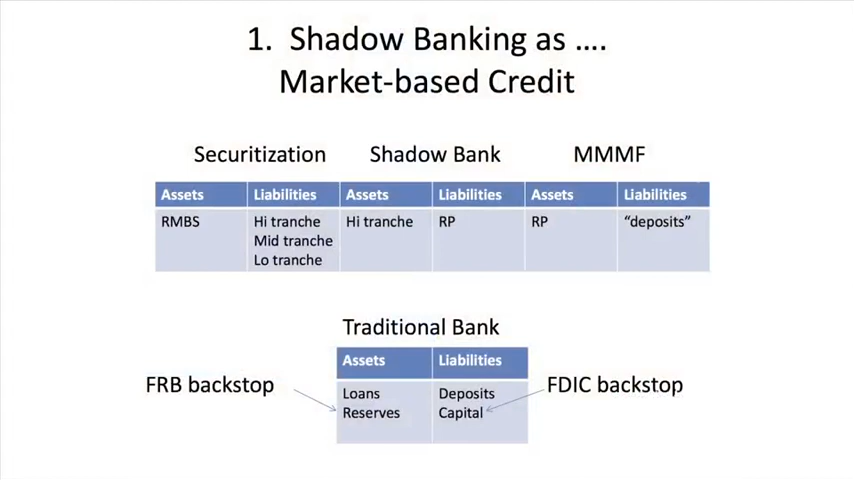 1. Shadow Banking as ....
Market-based Credit
Securitization Shadow Bank MMMF
Assets Liabilities Assets Liabilities Assets Liabilities
RMBS Hi tranche Hi tranche RP RP “deposits”
Mid tranche
Lo tranche
Traditional Bank
Assets Liabilities
FRB backstop FDIC backstop
Loans Deposits
Reserves Capital